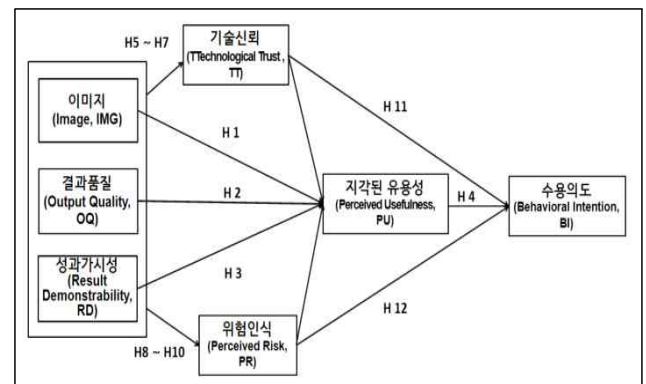 H5 ~ H7
기술신뢰
(TTechnological Trust ,
TT)
이미지
(Image, IMG)
H 1
H 11
결과품질
(Output Quality,
OQ)
H 2
지각된 유용성
(Perceived Usefulness,
PU)
H 4
수용의도
(Behavioral Intention,
BI)
성과가시성
(Result
Demonstrability,
RD)
H 3
H 12
H8 ~ H10
위험인식
(Perceived Risk,
PR)